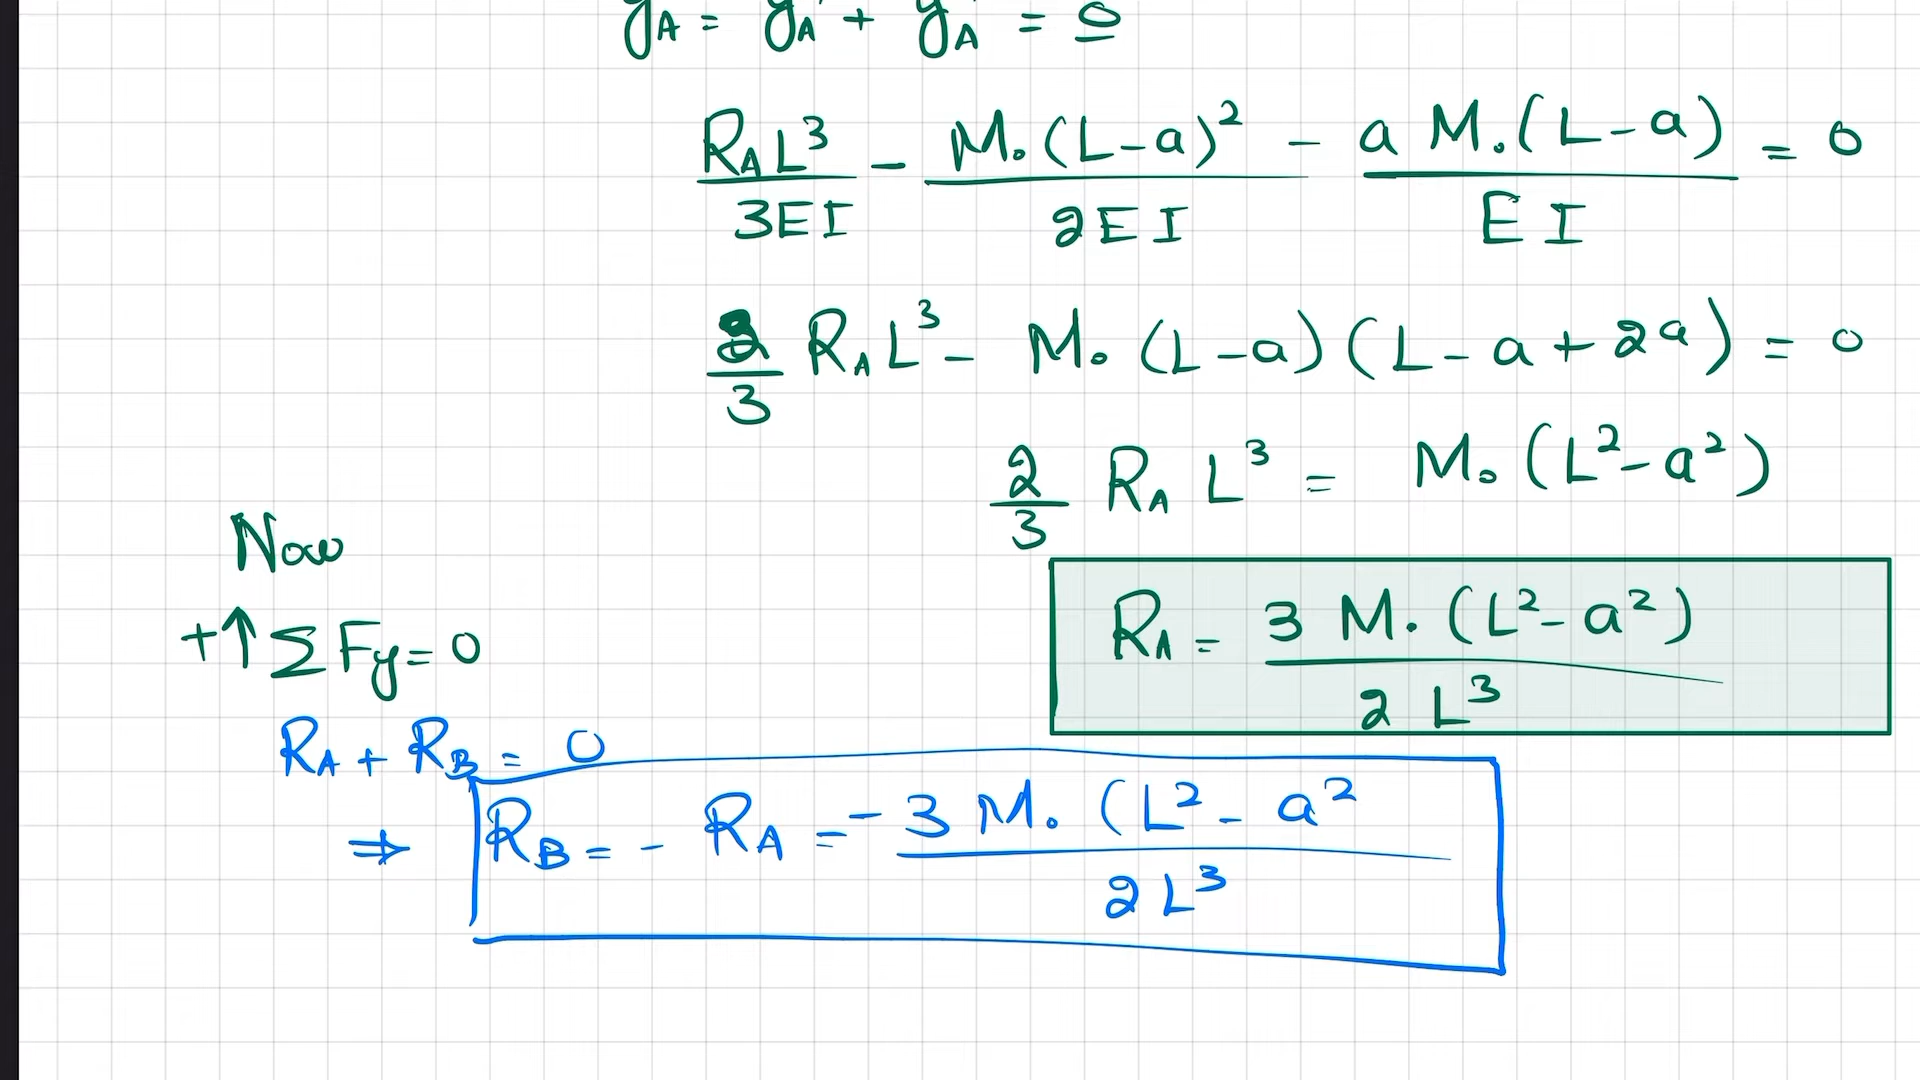 y_A = y_A' + y_A'' = 0
R_A L³ / 3EI − M₀(L−a)² / 2EI − a M₀(L−a) / EI = 0
2/3 R_A L³ − M₀ (L−a)(L−a+2a) = 0
2/3 R_A L³ = M₀ (L²−a²)
R_A = 3 M₀ (L²−a²) / 2 L³
Now
+↑ ΣFy = 0
R_A + R_B = 0
⇒ R_B = − R_A = − 3 M₀ (L² − a² / 2 L³